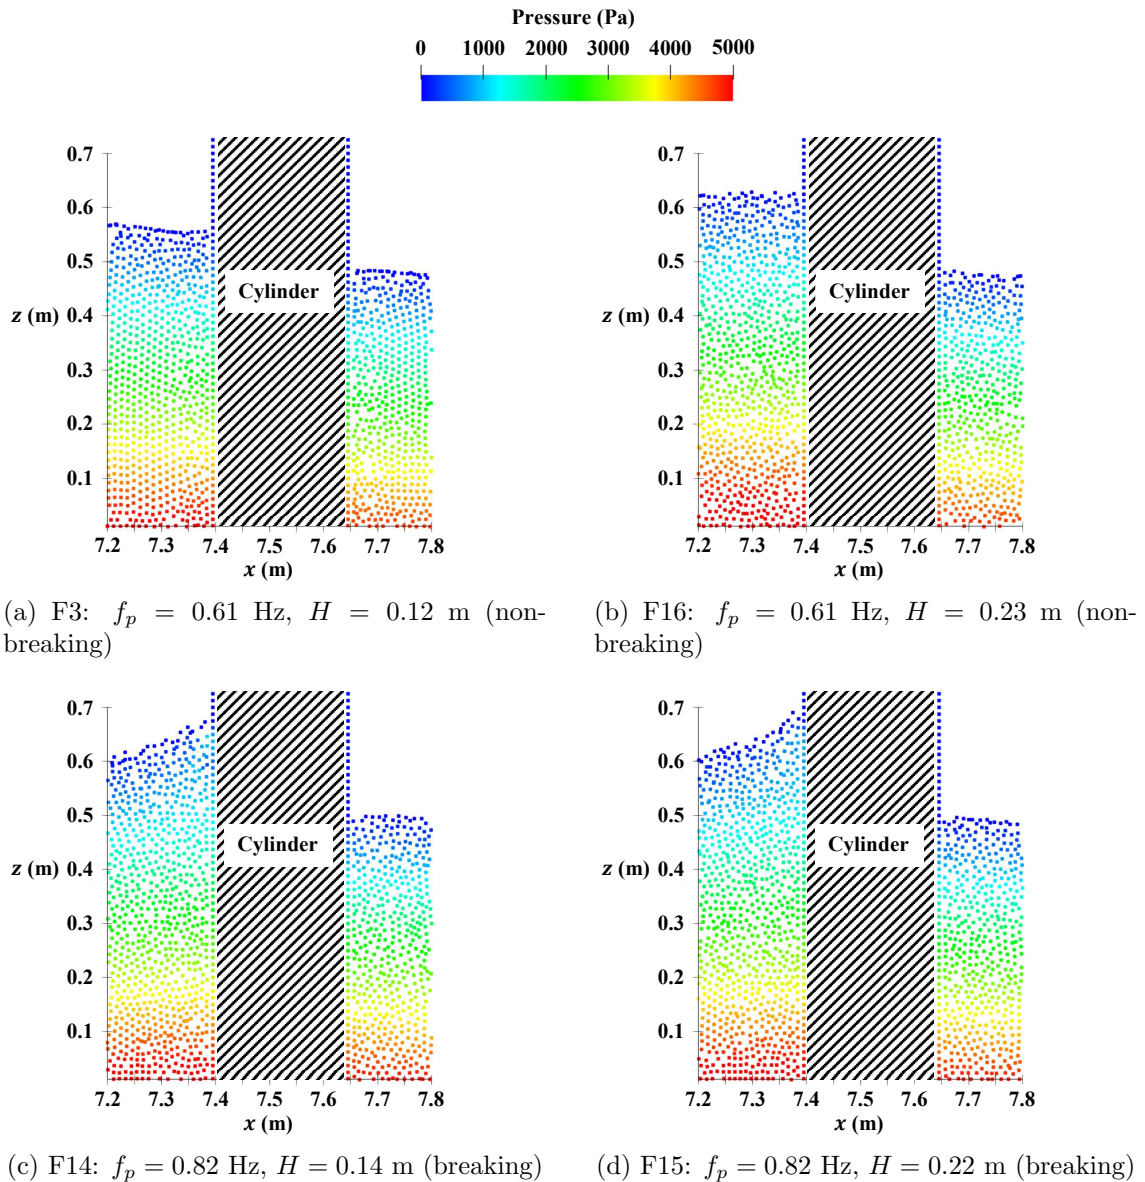 Pressure (Pa)
0 1000 2000 3000 4000 5000
0.7
0.6
0.5
Cylinder
z (m) 0.4
0.3
0.2
0.1
7.2 7.3 7.4 7.5 7.6 7.7 7.8
x (m)
(a) F3: f_p = 0.61 Hz, H = 0.12 m (non-
breaking)
0.7
0.6
0.5
Cylinder
z (m) 0.4
0.3
0.2
0.1
7.2 7.3 7.4 7.5 7.6 7.7 7.8
x (m)
(b) F16: f_p = 0.61 Hz, H = 0.23 m (non-
breaking)
0.7
0.6
0.5
Cylinder
z (m) 0.4
0.3
0.2
0.1
7.2 7.3 7.4 7.5 7.6 7.7 7.8
x (m)
(c) F14: f_p = 0.82 Hz, H = 0.14 m (breaking)
0.7
0.6
0.5
Cylinder
z (m) 0.4
0.3
0.2
0.1
7.2 7.3 7.4 7.5 7.6 7.7 7.8
x (m)
(d) F15: f_p = 0.82 Hz, H = 0.22 m (breaking)